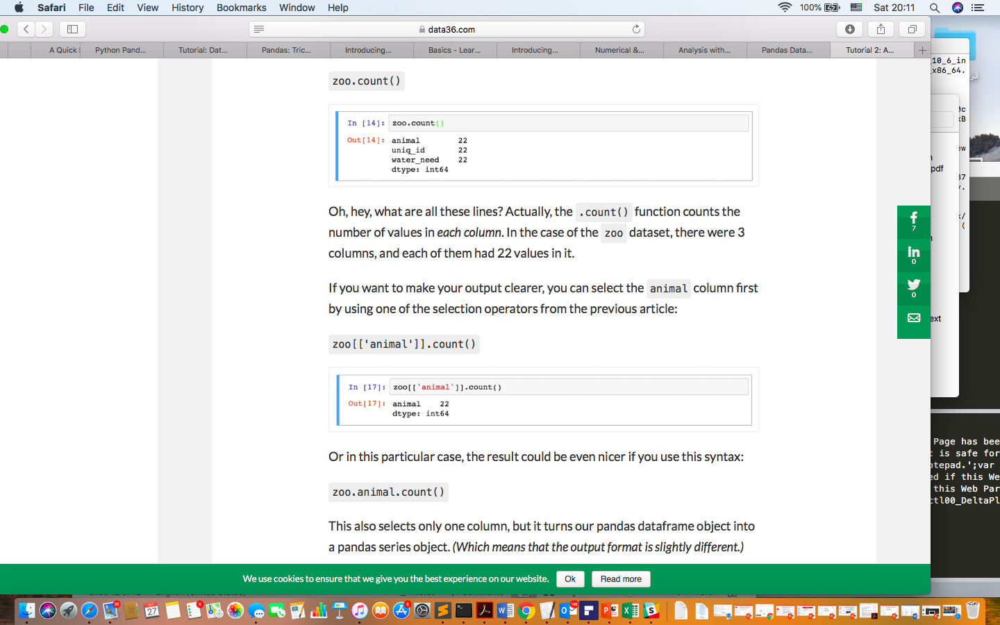 Safari File Edit View History Bookmarks Window Help
100% Sat 20:11
data36.com
A Quick Python Pand... Tutorial: Dat... Pandas: Tric... Introducing... Basics - Lear... Introducing... Numerical &... Analysis with... Pandas Data... Tutorial 2: A... +
zoo.count()
In [14]: zoo.count()
Out[14]: animal 22
uniq_id 22
water_need 22
dtype: int64
Oh, hey, what are all these lines? Actually, the .count() function counts the
number of values in each column. In the case of the zoo dataset, there were 3
columns, and each of them had 22 values in it.
If you want to make your output clearer, you can select the animal column first
by using one of the selection operators from the previous article:
zoo[['animal']].count()
In [17]: zoo[['animal']].count()
Out[17]: animal 22
dtype: int64
Or in this particular case, the result could be even nicer if you use this syntax:
zoo.animal.count()
This also selects only one column, but it turns our pandas dataframe object into
a pandas series object. (Which means that the output format is slightly different.)
7
0
0
We use cookies to ensure that we give you the best experience on our website. Ok Read more
10_6_in
x86_64.
pdf
ext
Page has bee
t is safe for
otepad.';var
ed if this We
this Web Par
ctl00_DeltaPl
OCT
27